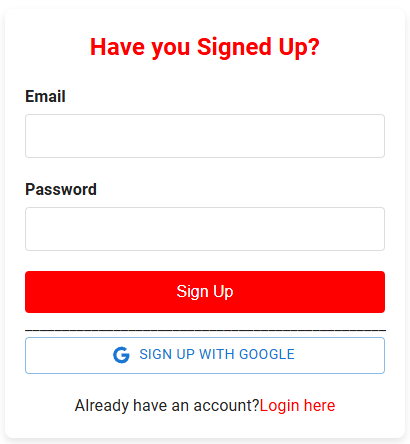 Have you Signed Up?
Email
Password
Sign Up
SIGN UP WITH GOOGLE
Already have an account?Login here